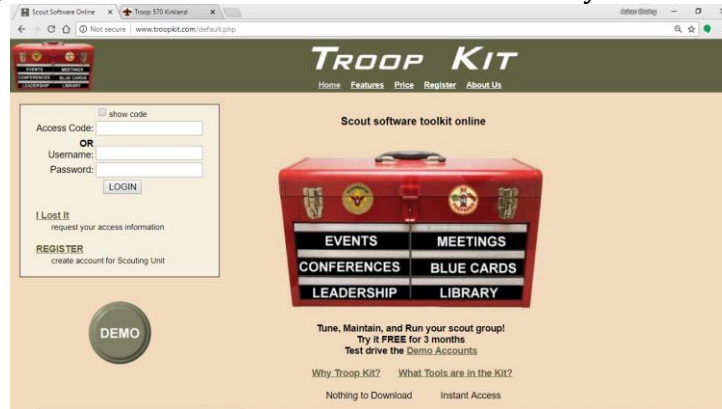 Scout Software Online
Troop 570 Kirkland
Not secure | www.troopkit.com/default.php
TROOP KIT
Home Features Price Register About Us
EVENTS MEETINGS
CONFERENCES BLUE CARDS
LEADERSHIP LIBRARY
show code
Access Code:
OR
Username:
Password:
LOGIN
I Lost It
request your access information
REGISTER
create account for Scouting Unit
DEMO
Scout software toolkit online
EVENTS MEETINGS
CONFERENCES BLUE CARDS
LEADERSHIP LIBRARY
Tune, Maintain, and Run your scout group!
Try it FREE for 3 months
Test drive the Demo Accounts
Why Troop Kit? What Tools are in the Kit?
Nothing to Download Instant Access